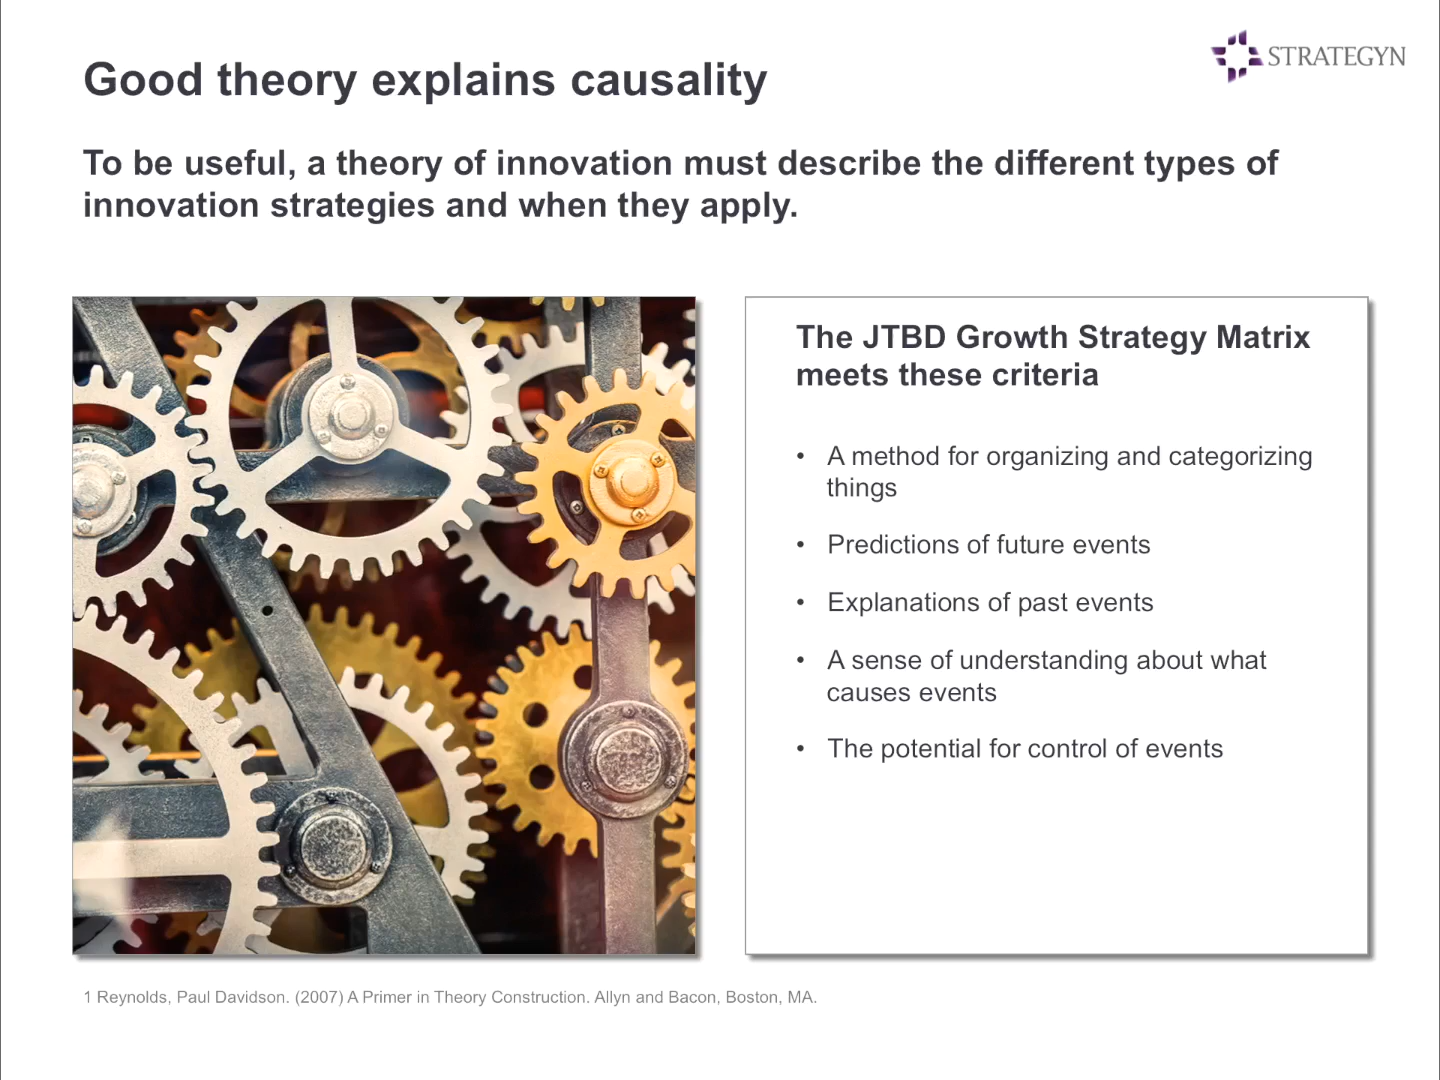 STRATEGYN
Good theory explains causality
To be useful, a theory of innovation must describe the different types of
innovation strategies and when they apply.
The JTBD Growth Strategy Matrix
meets these criteria
• A method for organizing and categorizing
things
• Predictions of future events
• Explanations of past events
• A sense of understanding about what
causes events
• The potential for control of events
1 Reynolds, Paul Davidson. (2007) A Primer in Theory Construction. Allyn and Bacon, Boston, MA.